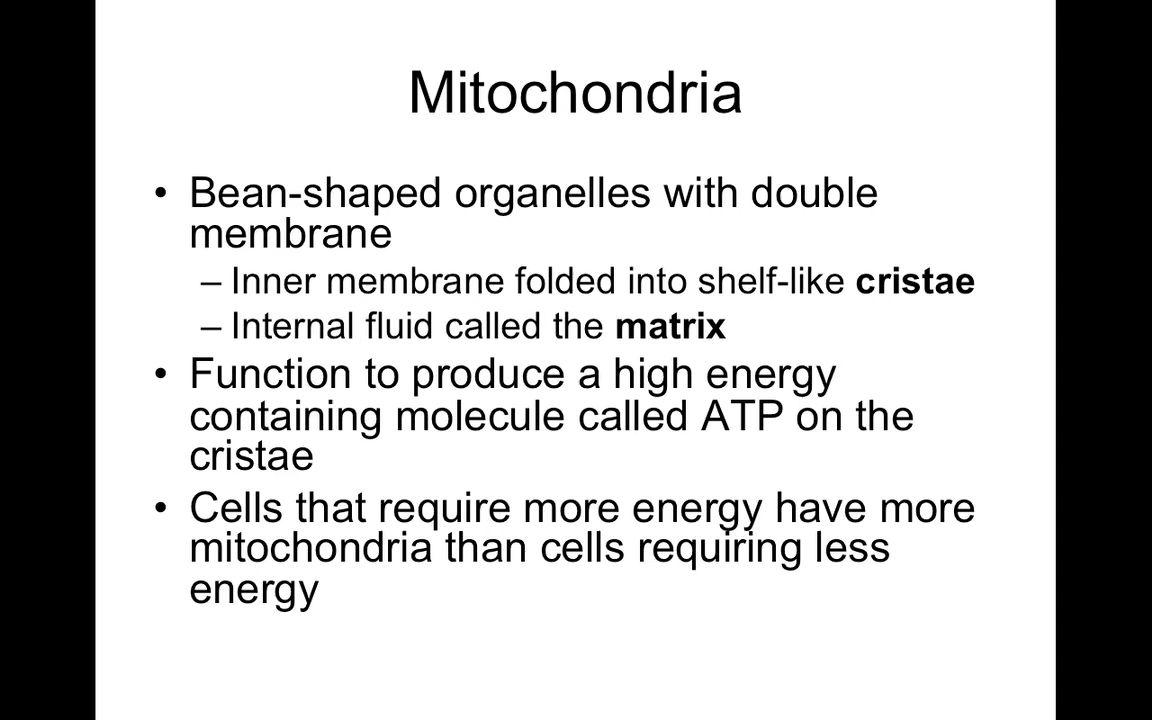 Mitochondria
• Bean-shaped organelles with double
membrane
– Inner membrane folded into shelf-like cristae
– Internal fluid called the matrix
• Function to produce a high energy
containing molecule called ATP on the
cristae
• Cells that require more energy have more
mitochondria than cells requiring less
energy